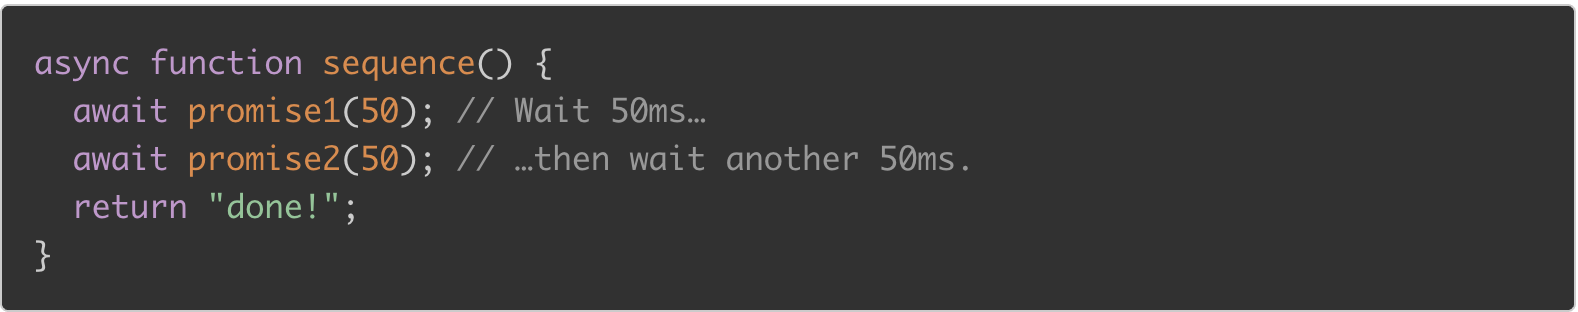 async function sequence() {
  await promise1(50); // Wait 50ms…
  await promise2(50); // …then wait another 50ms.
  return "done!";
}